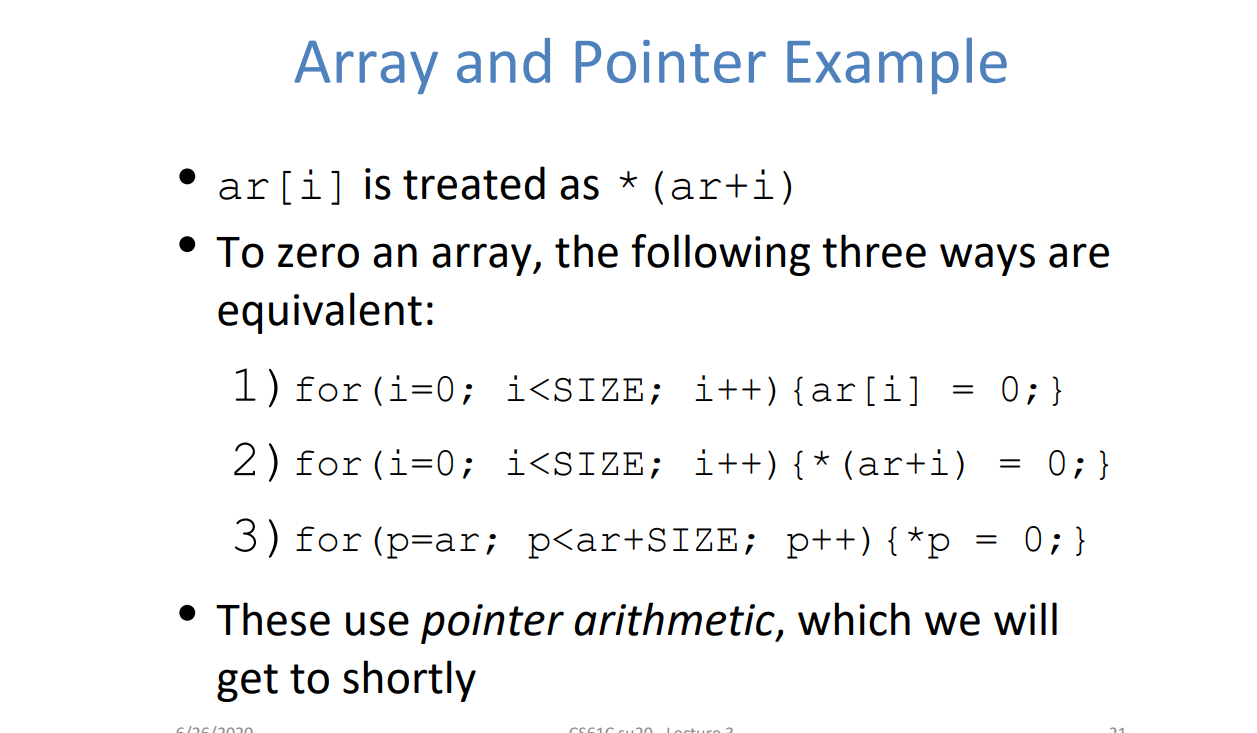 Array and Pointer Example
• ar[i] is treated as *(ar+i)
• To zero an array, the following three ways are
equivalent:
1) for(i=0; i<SIZE; i++){ar[i] = 0;}
2) for(i=0; i<SIZE; i++){*(ar+i) = 0;}
3) for(p=ar; p<ar+SIZE; p++){*p = 0;}
• These use pointer arithmetic, which we will
get to shortly
6/26/2020 CS61C su20 - Lecture 3 21